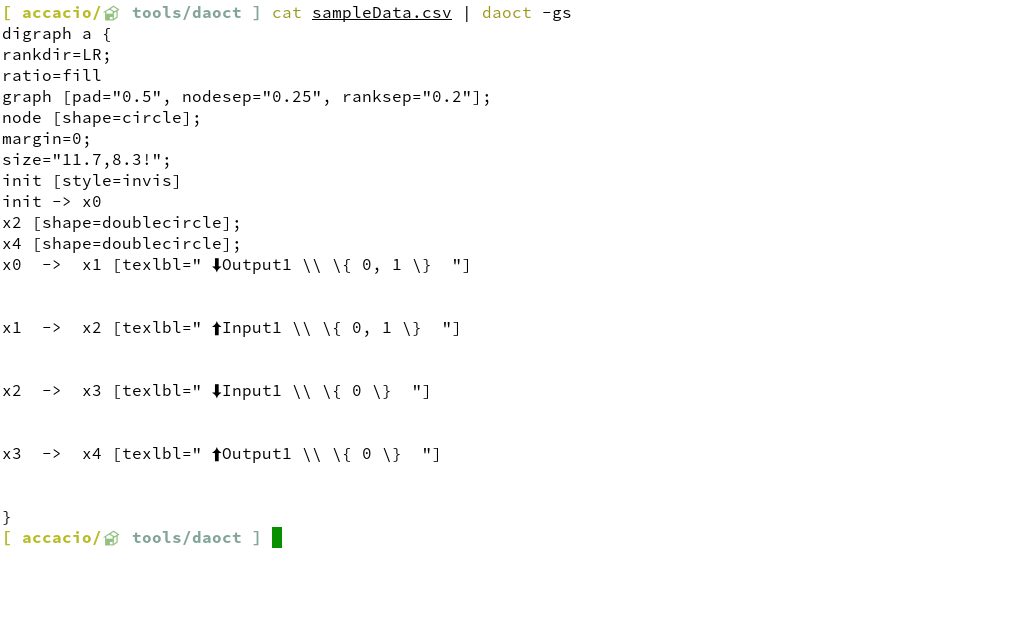 [ accacio/ tools/daoct ] cat sampleData.csv | daoct -gs
digraph a {
rankdir=LR;
ratio=fill
graph [pad="0.5", nodesep="0.25", ranksep="0.2"];
node [shape=circle];
margin=0;
size="11.7,8.3!";
init [style=invis]
init -> x0
x2 [shape=doublecircle];
x4 [shape=doublecircle];
x0  ->  x1 [texlbl=" ⬇Output1 \\ \{ 0, 1 \}  "]
x1  ->  x2 [texlbl=" ⬆Input1 \\ \{ 0, 1 \}  "]
x2  ->  x3 [texlbl=" ⬇Input1 \\ \{ 0 \}  "]
x3  ->  x4 [texlbl=" ⬆Output1 \\ \{ 0 \}  "]
}
[ accacio/ tools/daoct ]